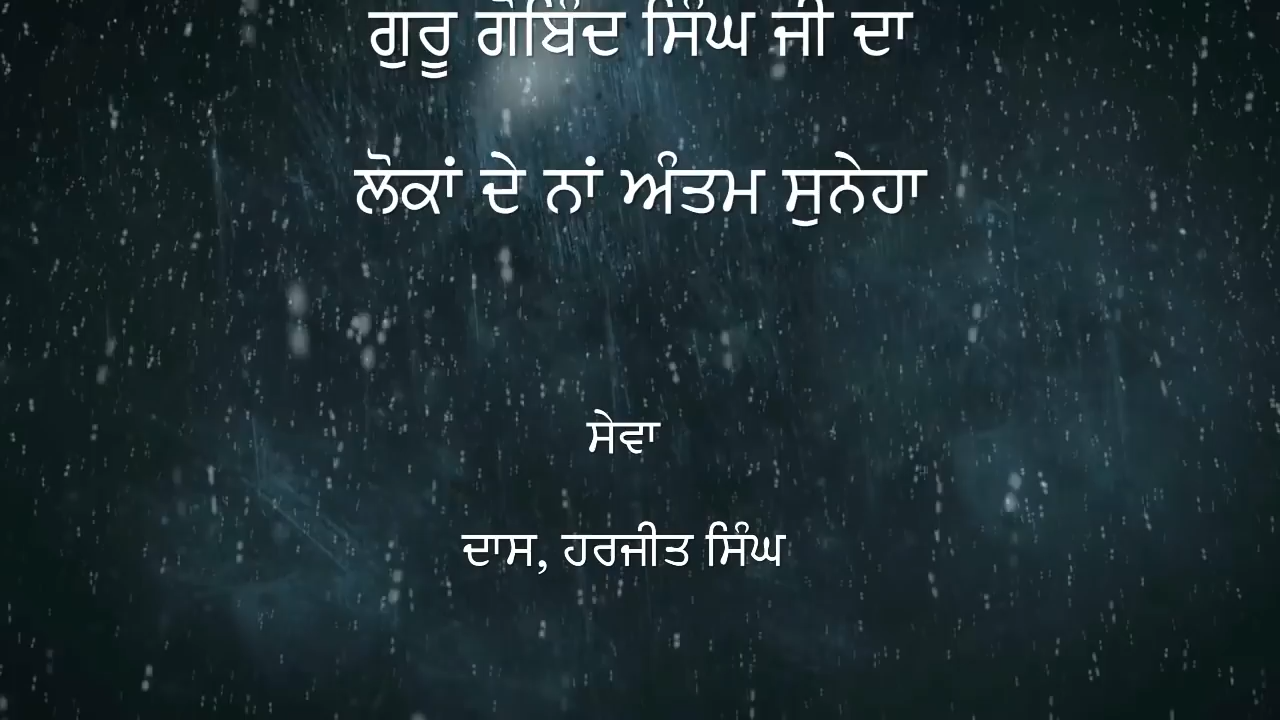 ਗੁਰੂ ਗੋਬਿੰਦ ਸਿੰਘ ਜੀ ਦਾ
ਲੋਕਾਂ ਦੇ ਨਾਂ ਅੰਤਮ ਸੁਨੇਹਾ
ਸੇਵਾ
ਦਾਸ, ਹਰਜੀਤ ਸਿੰਘ